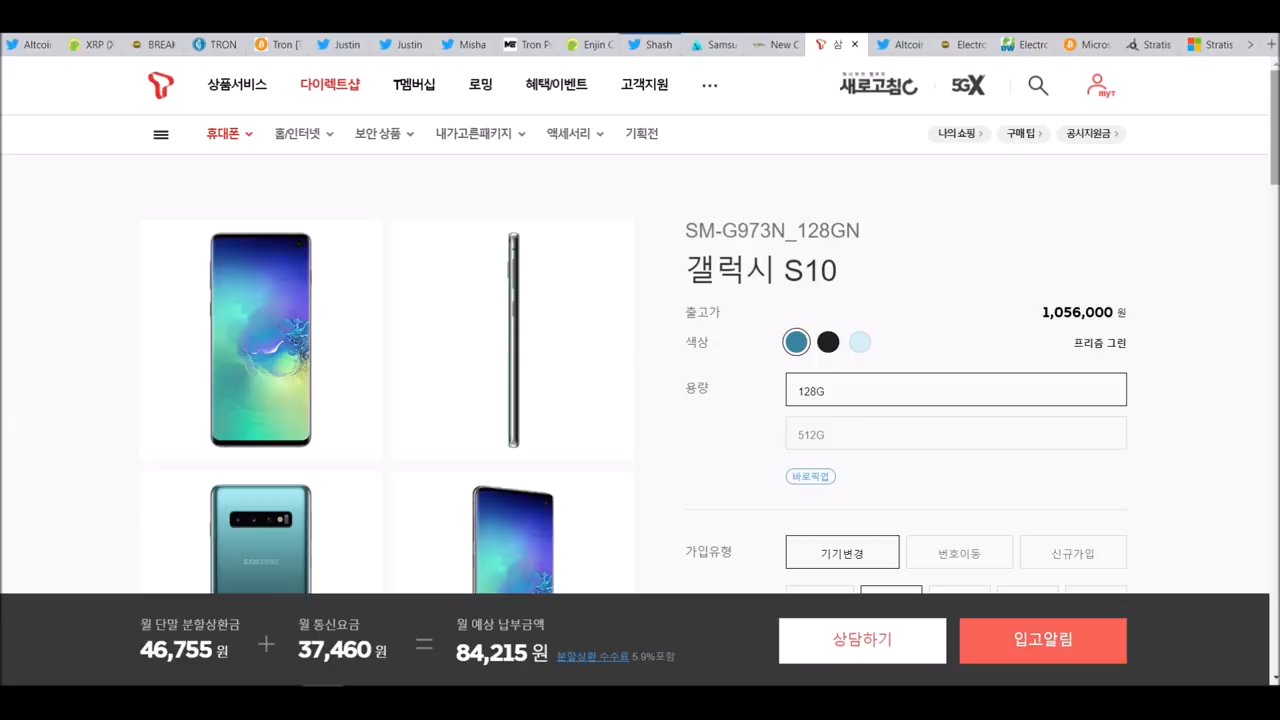 Altcoi
XRP (X
BREAK
TRON
Tron [
Justin
Justin
Misha
Tron P
Enjin C
Shash
Samsu
New C
삼
Altcoi
Electro
Electro
Micros
Stratis
Stratis
상품서비스 다이렉트샵 T멤버십 로밍 혜택/이벤트 고객지원 ...
새로고침 5GX myT
휴대폰 홈/인터넷 보안 상품 내가고른패키지 액세서리 기획전
나의 쇼핑 구매 팁 공시지원금
SM-G973N_128GN
갤럭시 S10
출고가 1,056,000 원
색상 프리즘 그린
용량 128G
512G
바로픽업
가입유형 기기변경 번호이동 신규가입
SAMSUNG
월 단말 분할상환금 월 통신요금 월 예상 납부금액
46,755 원 + 37,460 원 = 84,215 원 분할상환 수수료 5.9%포함
상담하기 입고알림